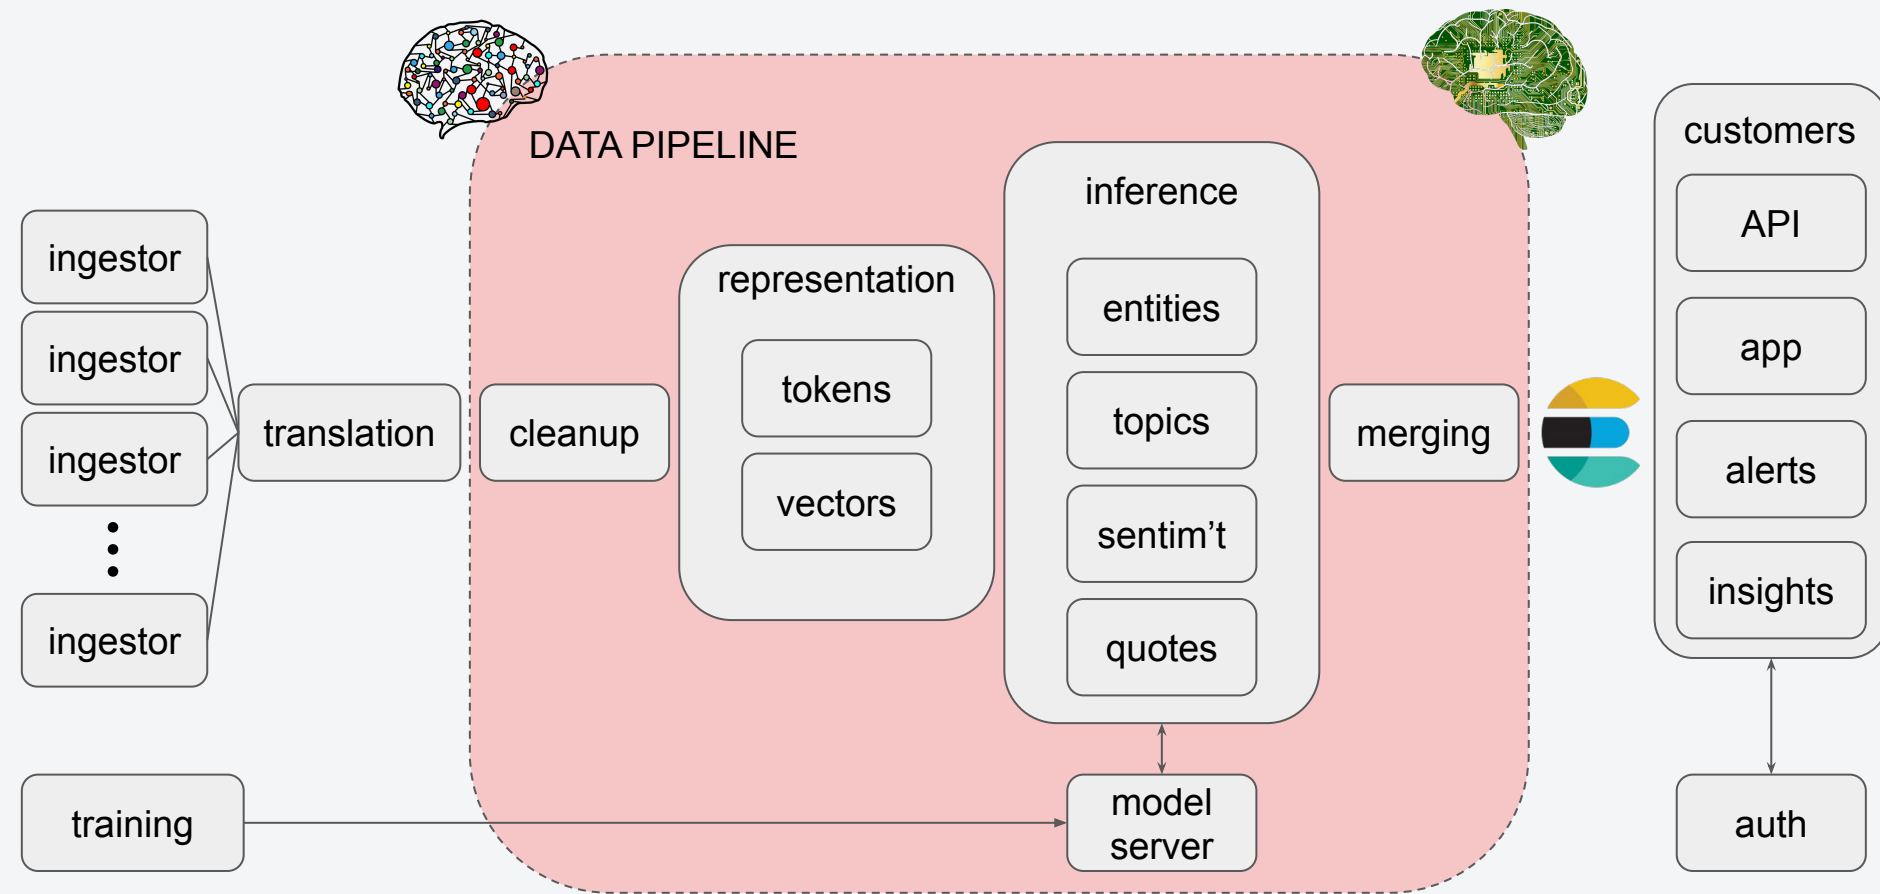 DATA PIPELINE
ingestor
ingestor
ingestor
ingestor
translation
cleanup
representation
tokens
vectors
inference
entities
topics
sentim’t
quotes
merging
customers
API
app
alerts
insights
training
model
server
auth